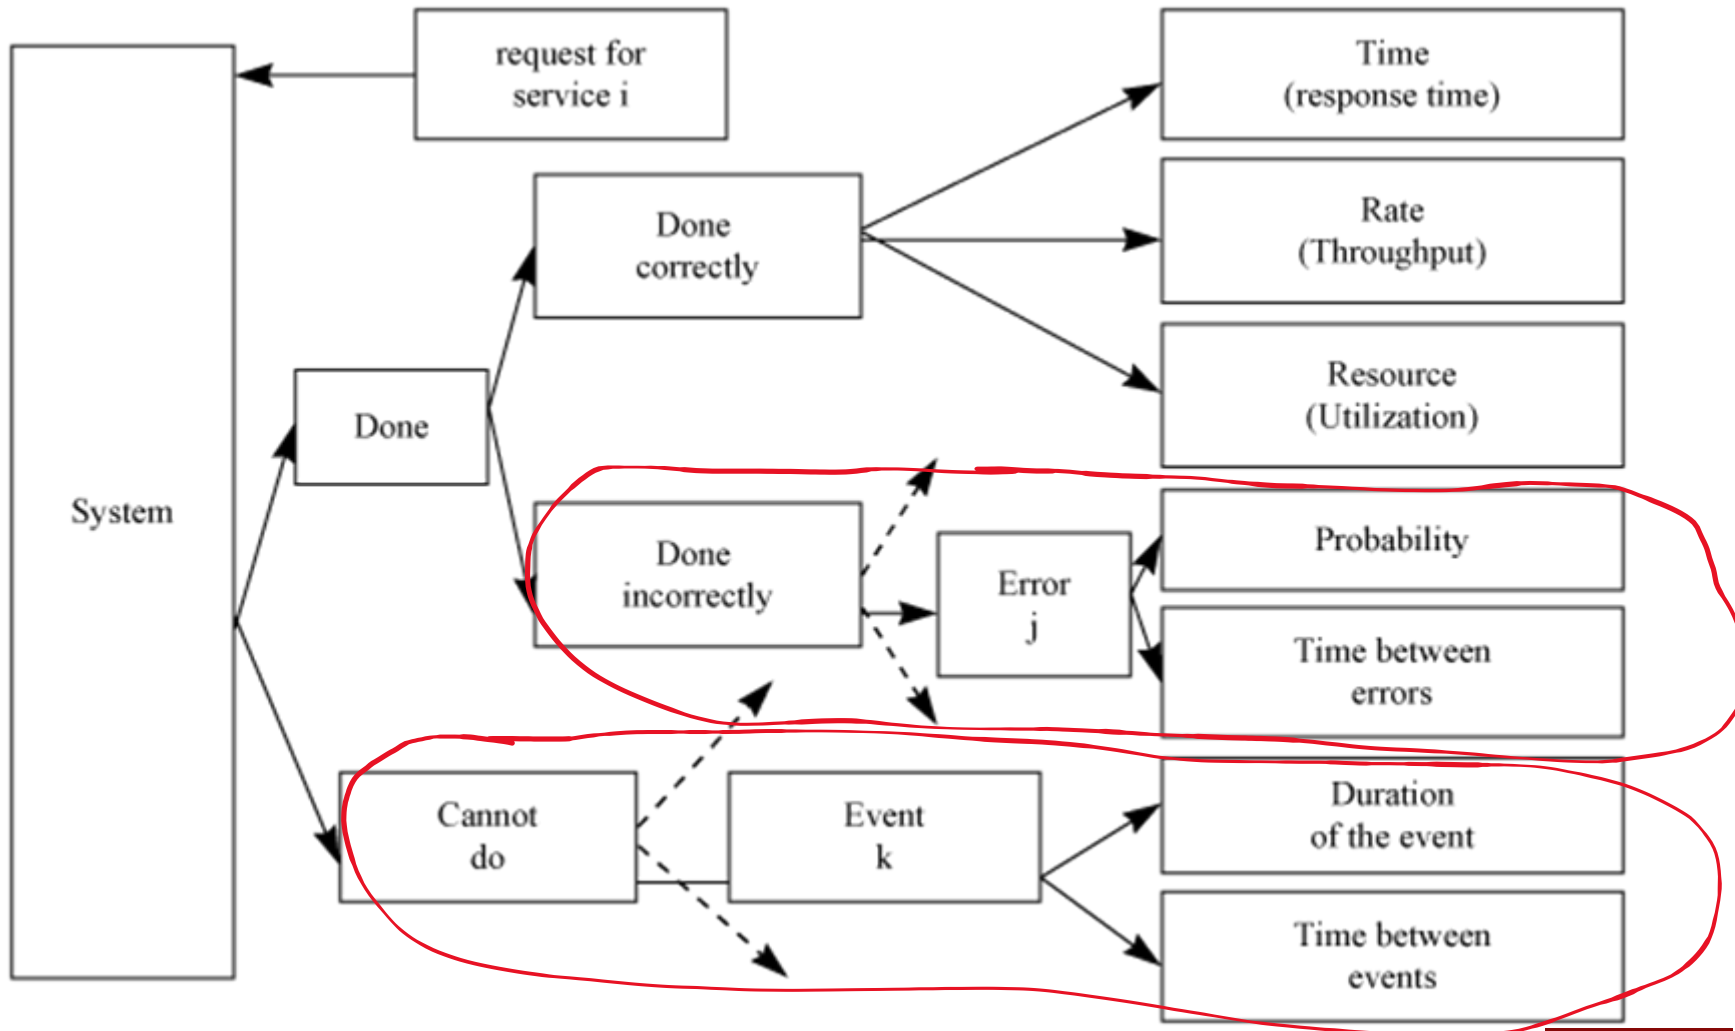 System
request for
service i
Done
Done
correctly
Time
(response time)
Rate
(Throughput)
Resource
(Utilization)
Done
incorrectly
Error
j
Probability
Time between
errors
Cannot
do
Event
k
Duration
of the event
Time between
events